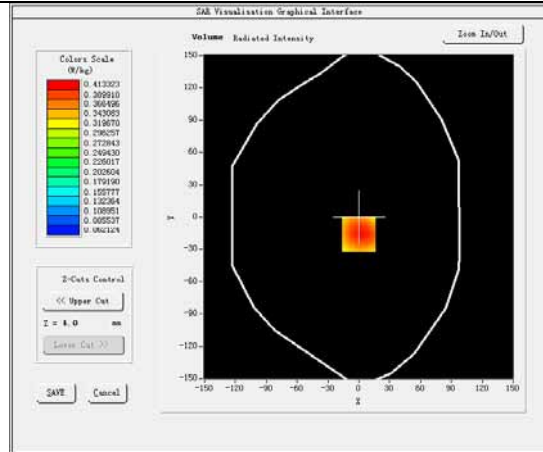 SAR Visualisation Graphical Interface
Volume Radiated Intensity
Zoom In/Out
Colors Scale
(W/kg)
0.413323
0.389910
0.366496
0.343083
0.319670
0.296257
0.272843
0.249430
0.226017
0.202604
0.179190
0.155777
0.132364
0.108951
0.085537
0.062124
Z-Cuts Control
<< Upper Cut
Z = 4.0 mm
Lower Cut >>
SAVE
Cancel
150-
120-
90-
60-
30-
0-
-30-
-60-
-90-
-120-
-150-
Y
-150 -120 -90 -60 -30 0 30 60 90 120 150
X